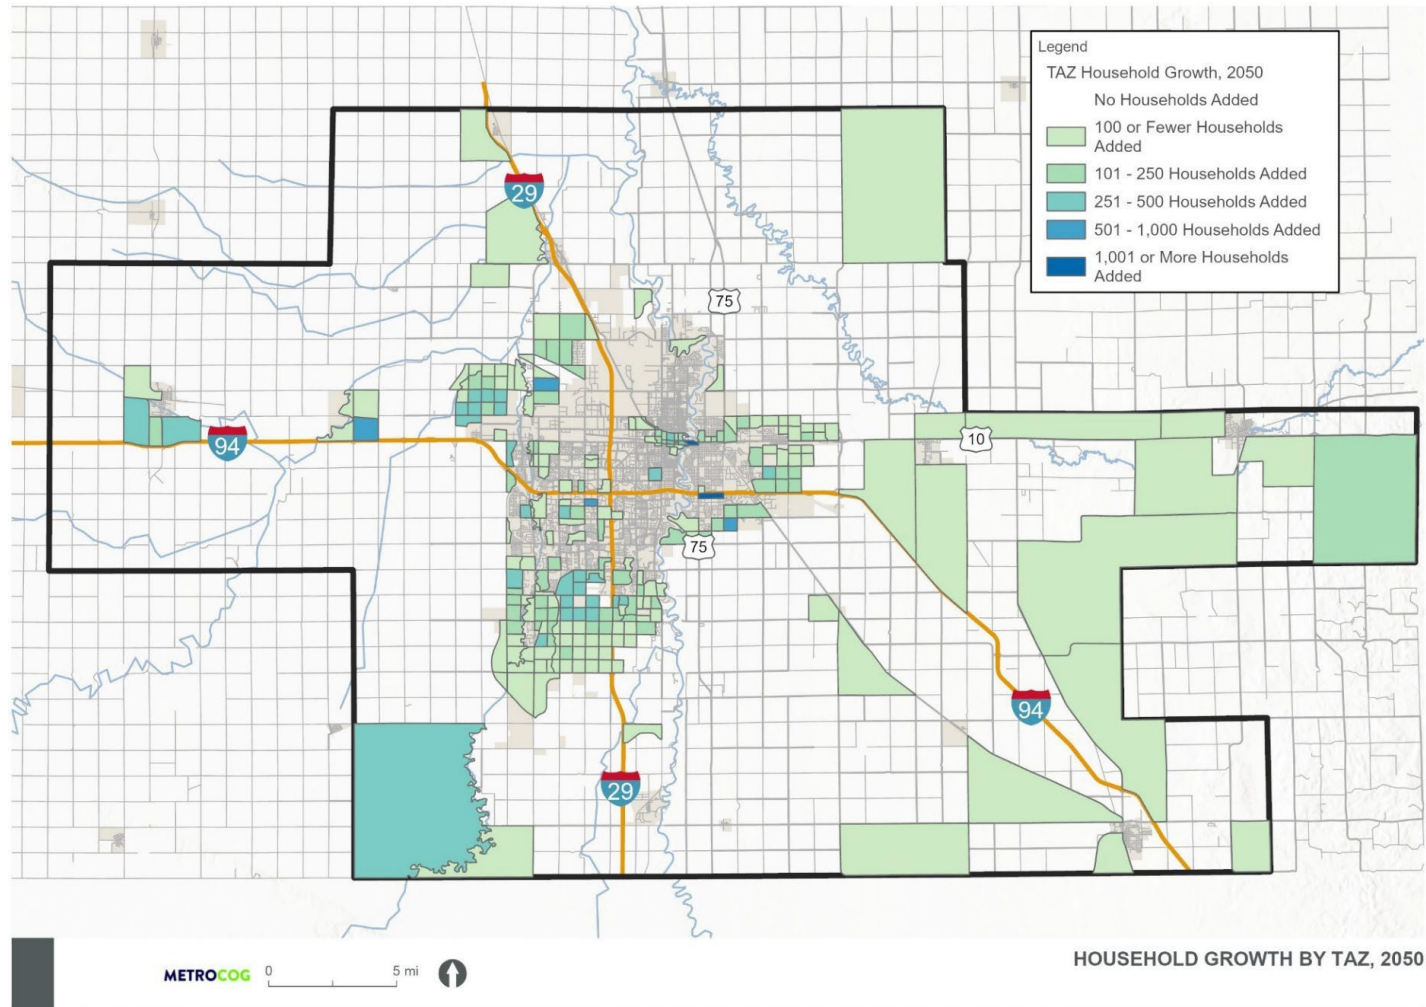 Legend
TAZ Household Growth, 2050
No Households Added
100 or Fewer Households
Added
101 - 250 Households Added
251 - 500 Households Added
501 - 1,000 Households Added
1,001 or More Households
Added
29
75
10
94
75
94
29
METROCOG
0 5 mi
HOUSEHOLD GROWTH BY TAZ, 2050